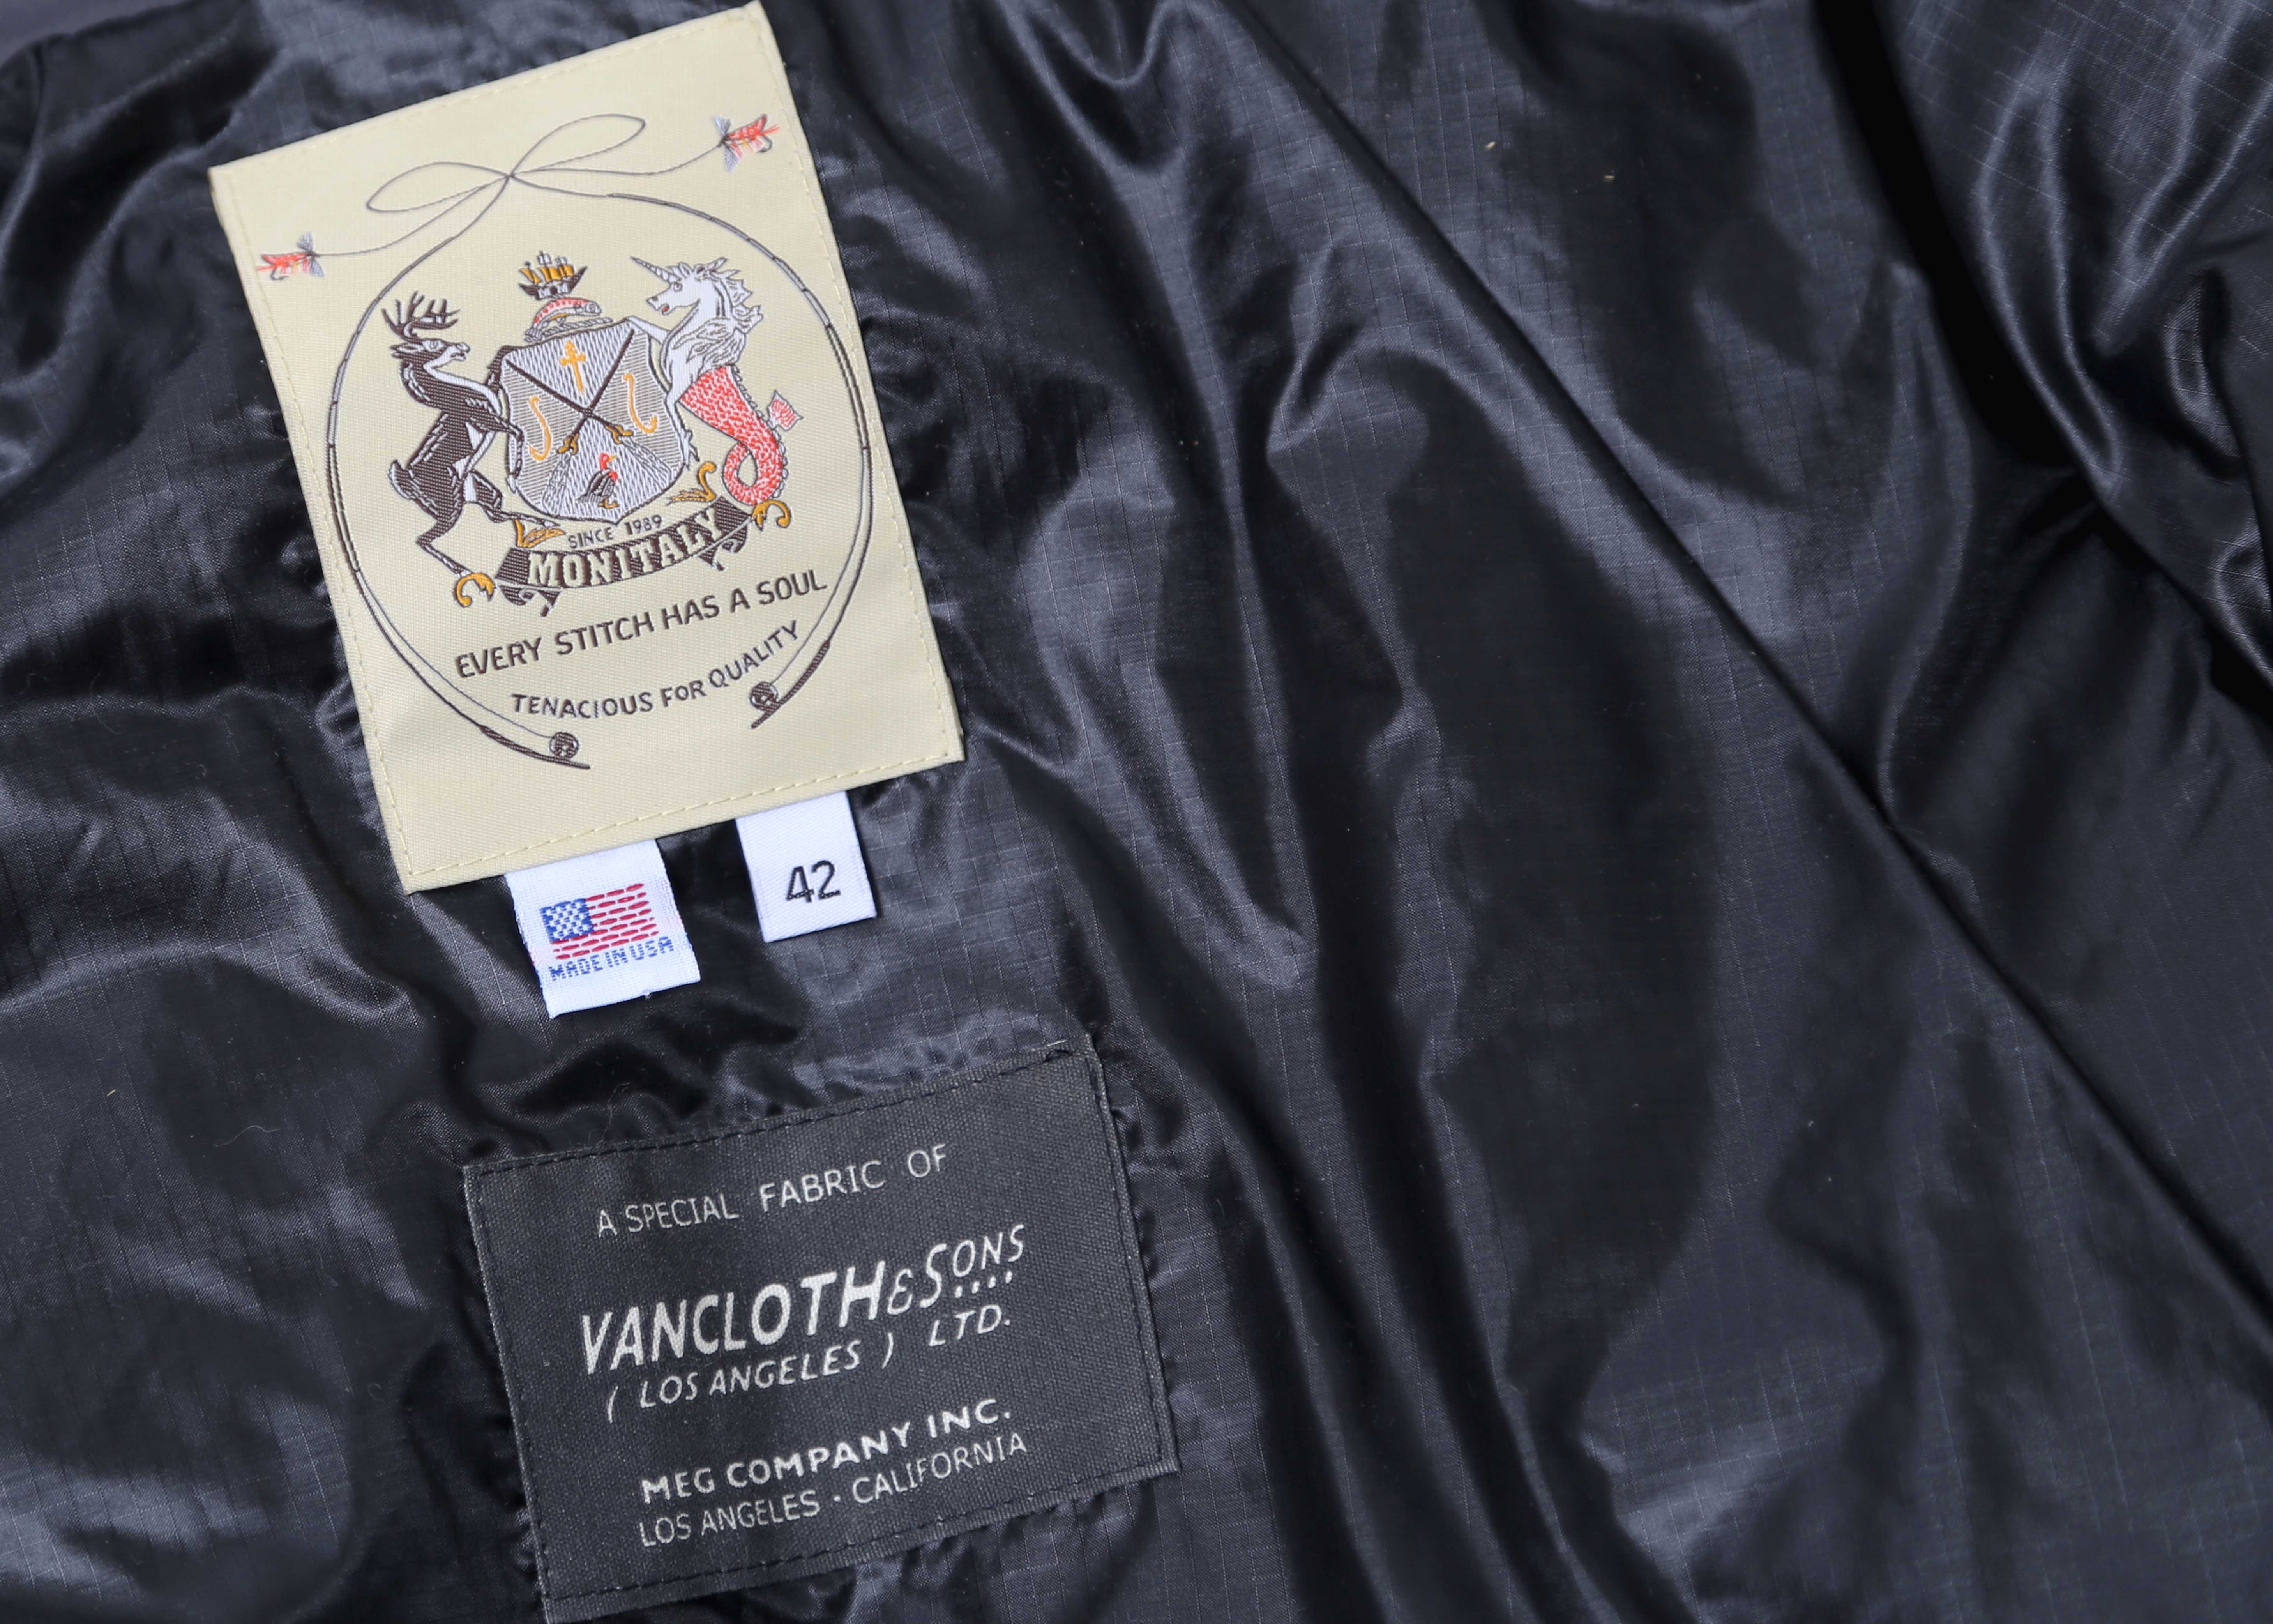 SINCE 1989
MONITALY
EVERY STITCH HAS A SOUL
TENACIOUS FOR QUALITY
MADE IN USA
42
A SPECIAL FABRIC OF
VANCLOTH & SONS
( LOS ANGELES ) LTD.
MEG COMPANY INC.
LOS ANGELES · CALIFORNIA